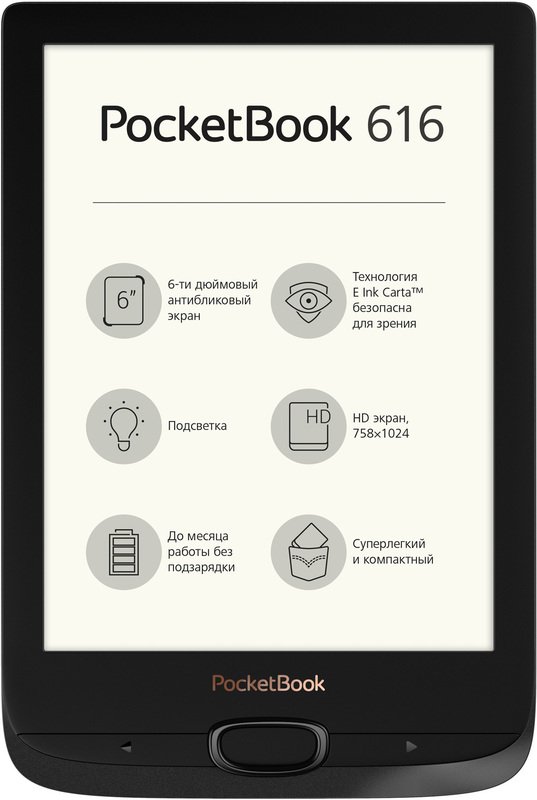 PocketBook 616
6”
6-ти дюймовый
антибликовый
экран
Технология
E Ink Carta™
безопасна
для зрения
Подсветка
HD
HD экран,
758×1024
До месяца
работы без
подзарядки
Суперлегкий
и компактный
PocketBook